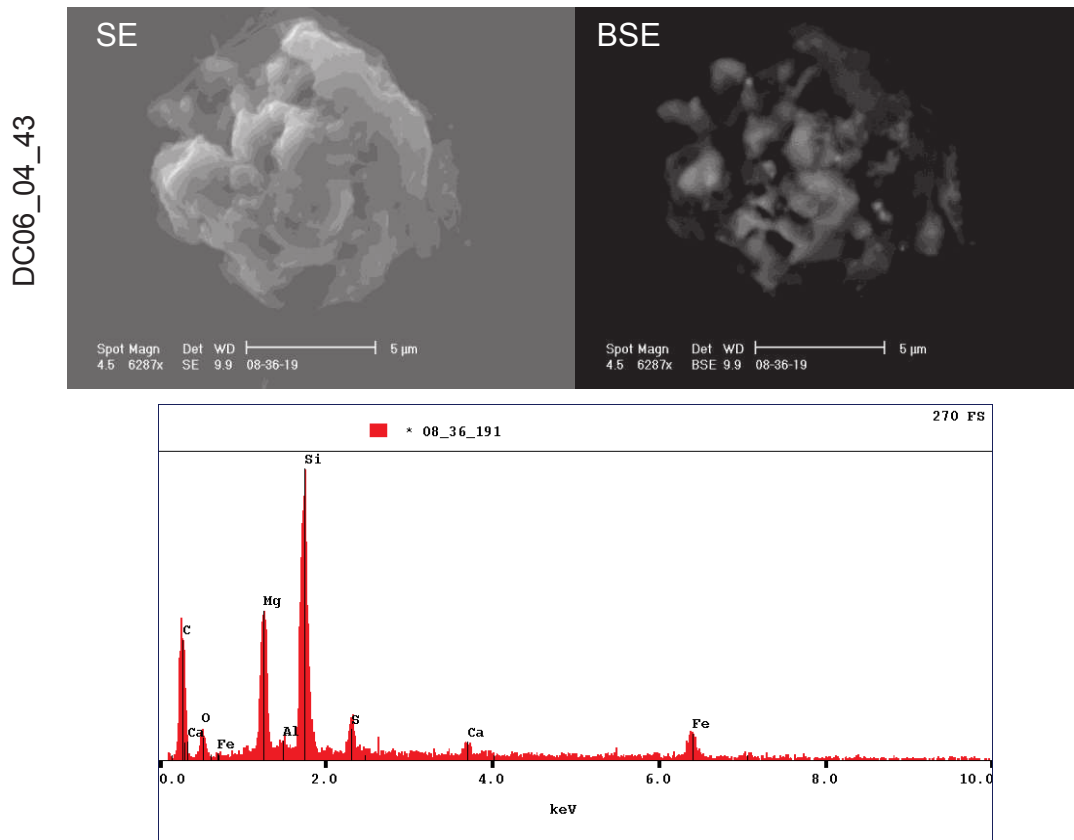 DC06_04_43
SE
Spot Magn Det WD 5 µm
4.5 6287x SE 9.9 08-36-19
BSE
Spot Magn Det WD 5 µm
4.5 6287x BSE 9.9 08-36-19
270 FS
* 08_36_191
Si
Mg
C
O
Ca
Fe
Al
S
Ca
Fe
0.0 2.0 4.0 6.0 8.0 10.0
keV